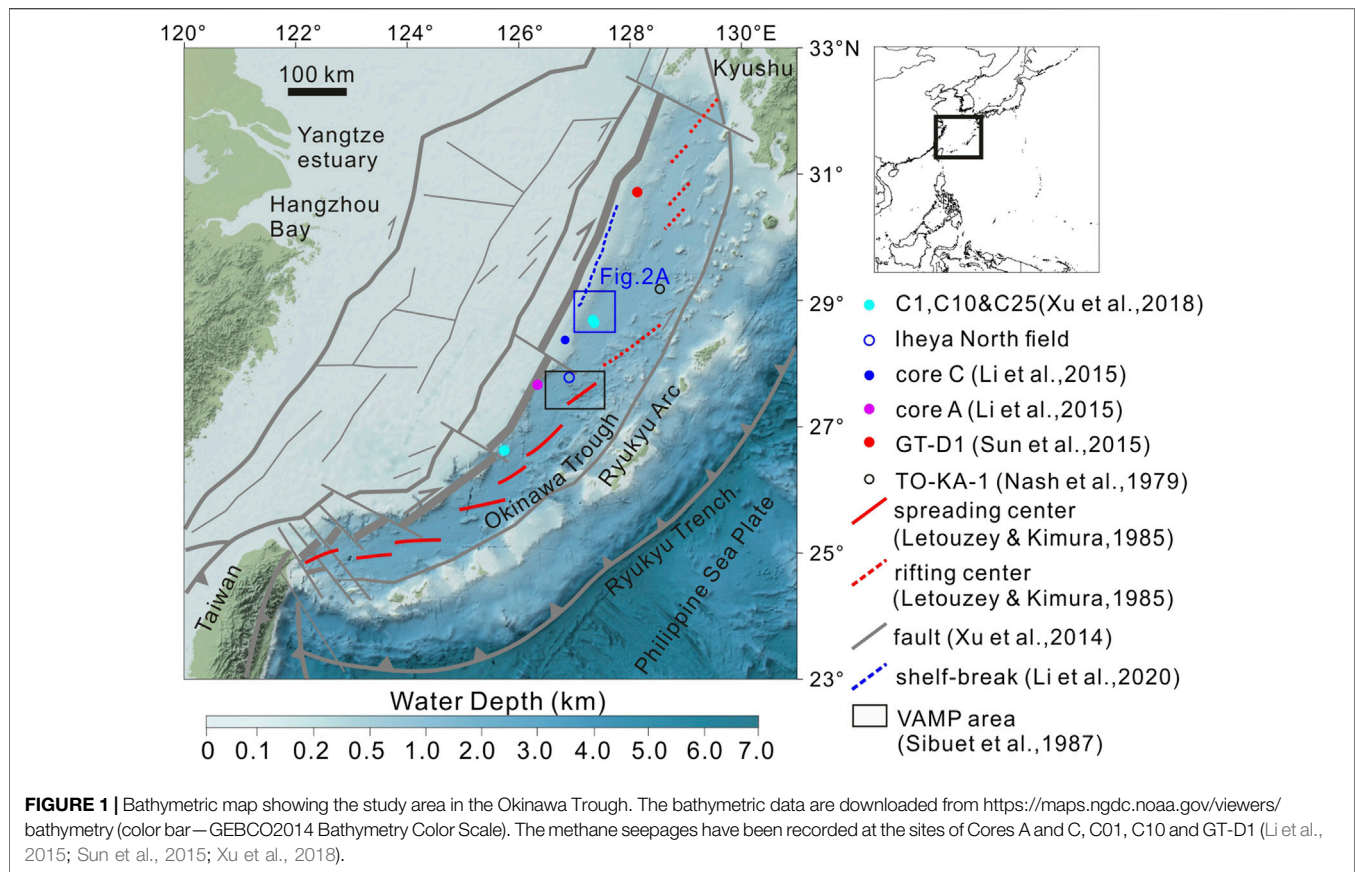 120° 122° 124° 126° 128° 130°E
33°N
31°
29°
27°
25°
23°
100 km
Kyushu
Yangtze
estuary
Hangzhou
Bay
Fig.2A
Okinawa Trough
Ryukyu Arc
Ryukyu Trench
Philippine Sea Plate
Taiwan
Water Depth (km)
0 0.1 0.2 0.5 1.0 2.0 3.0 4.0 5.0 6.0 7.0
C1,C10&C25(Xu et al.,2018)
Iheya North field
core C (Li et al.,2015)
core A (Li et al.,2015)
GT-D1 (Sun et al.,2015)
TO-KA-1 (Nash et al.,1979)
spreading center
(Letouzey & Kimura,1985)
rifting center
(Letouzey & Kimura,1985)
fault (Xu et al.,2014)
shelf-break (Li et al.,2020)
VAMP area
(Sibuet et al.,1987)
FIGURE 1 | Bathymetric map showing the study area in the Okinawa Trough. The bathymetric data are downloaded from https://maps.ngdc.noaa.gov/viewers/
bathymetry (color bar—GEBCO2014 Bathymetry Color Scale). The methane seepages have been recorded at the sites of Cores A and C, C01, C10 and GT-D1 (Li et al.,
2015; Sun et al., 2015; Xu et al., 2018).